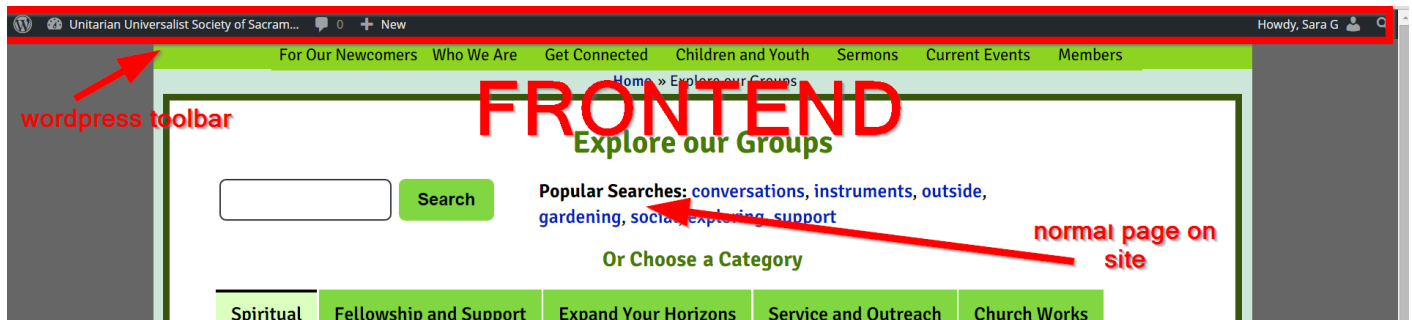 Unitarian Universalist Society of Sacram... 0 + New Howdy, Sara G
For Our Newcomers Who We Are Get Connected Children and Youth Sermons Current Events Members
Home » Explore our Groups
FRONTEND
wordpress toolbar
Explore our Groups
Search Popular Searches: conversations, instruments, outside,
gardening, social, exploring, support
normal page on
site
Or Choose a Category
Spiritual Fellowship and Support Expand Your Horizons Service and Outreach Church Works